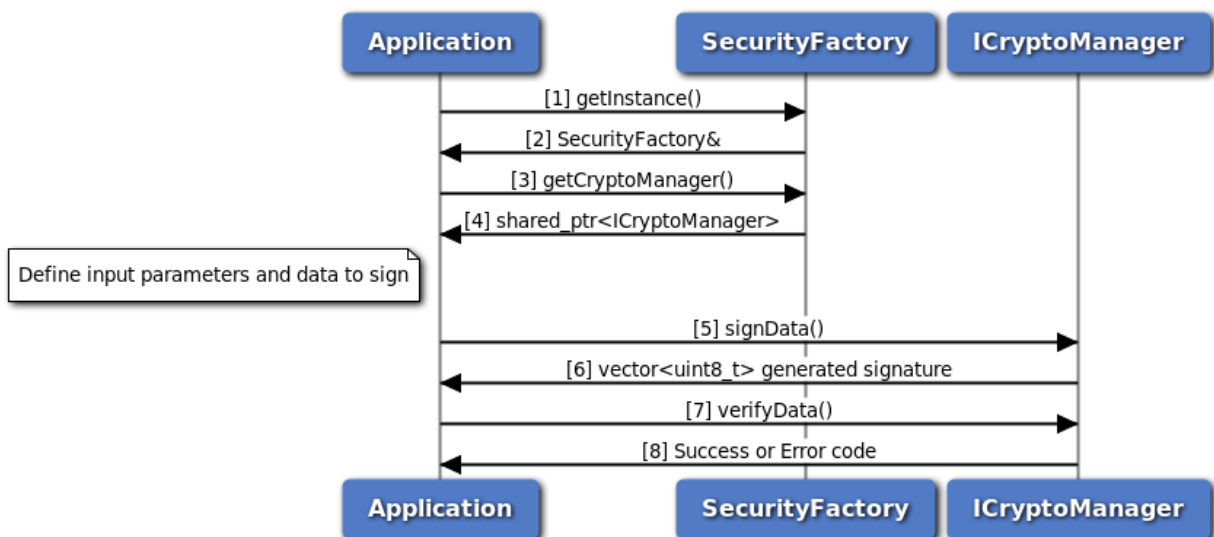 Application
SecurityFactory
ICryptoManager
[1] getInstance()
[2] SecurityFactory&
[3] getCryptoManager()
[4] shared_ptr<ICryptoManager>
Define input parameters and data to sign
[5] signData()
[6] vector<uint8_t> generated signature
[7] verifyData()
[8] Success or Error code
Application
SecurityFactory
ICryptoManager